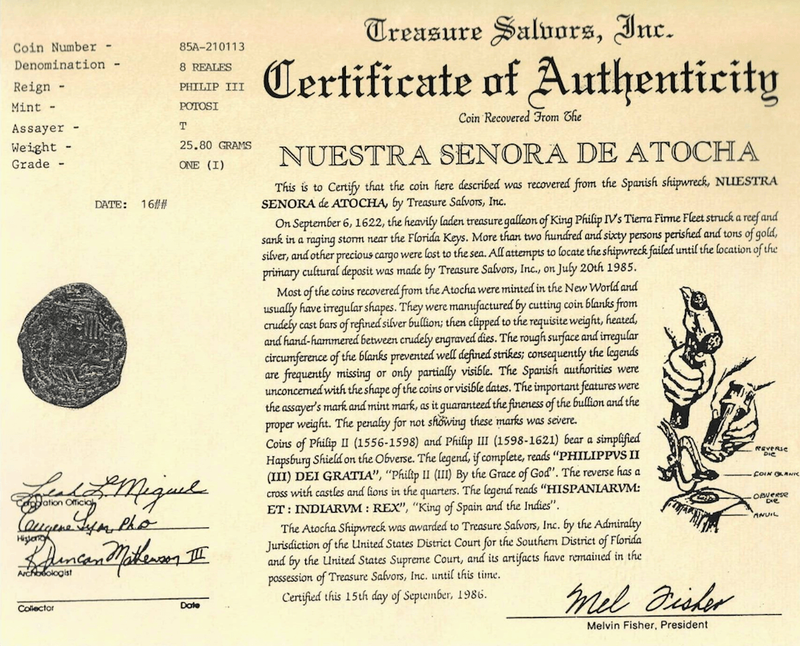 Coin Number - 85A-210113
Denomination - 8 REALES
Reign - PHILIP III
Mint - POTOSI
Assayer - T
Weight - 25.80 GRAMS
Grade - ONE (I)
DATE: 16##
Treasure Salvors, Inc.
Certificate of Authenticity
Coin Recovered From The
NUESTRA SENORA DE ATOCHA
This is to Certify that the coin here described was recovered from the Spanish shipwreck, NUESTRA
SENORA de ATOCHA, by Treasure Salvors, Inc.
On September 6, 1622, the heavily laden treasure galleon of King Philip IV's Tierra Firme Fleet struck a reef and
sank in a raging storm near the Florida Keys. More than two hundred and sixty persons perished and tons of gold,
silver, and other precious cargo were lost to the sea. All attempts to locate the shipwreck failed until the location of the
primary cultural deposit was made by Treasure Salvors, Inc., on July 20th 1985.
Most of the coins recovered from the Atocha were minted in the New World and
usually have irregular shapes. They were manufactured by cutting coin blanks from
crudely cast bars of refined silver bullion; then clipped to the requisite weight, heated,
and hand-hammered between crudely engraved dies. The rough surface and irregular
circumference of the blanks prevented well defined strikes; consequently the legends
are frequently missing or only partially visible. The Spanish authorities were
unconcerned with the shape of the coins or visible dates. The important features were
the assayer's mark and mint mark, as it guaranteed the fineness of the bullion and the
proper weight. The penalty for not showing these marks was severe.
Coins of Philip II (1556-1598) and Philip III (1598-1621) bear a simplified
Hapsburg Shield on the Obverse. The legend, if complete, reads "PHILIPPVS II
(III) DEI GRATIA", "Philip II (III) By the Grace of God". The reverse has a
cross with castles and lions in the quarters. The legend reads "HISPANIARVM:
ET : INDIARVM : REX", "King of Spain and the Indies".
The Atocha Shipwreck was awarded to Treasure Salvors, Inc. by the Admiralty
Jurisdiction of the United States District Court for the Southern District of Florida
and by the United States Supreme Court, and its artifacts have remained in the
possession of Treasure Salvors, Inc. until this time.
Certified this 15th day of September, 1986.
REVERSE
DIE
COIN BLANK
OBVERSE
DIE
ANVIL
Leah L. Miguel
Corporation Official
Eugene Lyon PhD
Historian
R Duncan Mathewson III
Archaeologist
Collector Date
Mel Fisher
Melvin Fisher, President